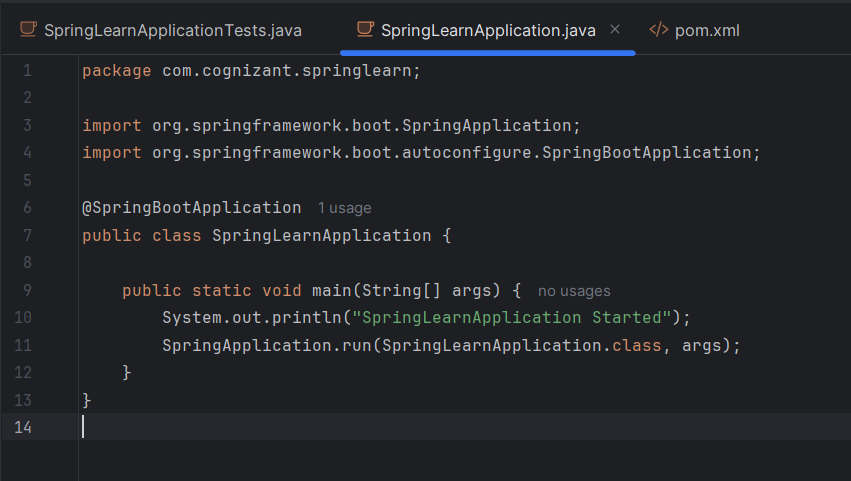 SpringLearnApplicationTests.java SpringLearnApplication.java × </> pom.xml
1 package com.cognizant.springlearn;
2
3 import org.springframework.boot.SpringApplication;
4 import org.springframework.boot.autoconfigure.SpringBootApplication;
5
6 @SpringBootApplication 1 usage
7 public class SpringLearnApplication {
8
9     public static void main(String[] args) { no usages
10         System.out.println("SpringLearnApplication Started");
11         SpringApplication.run(SpringLearnApplication.class, args);
12     }
13 }
14